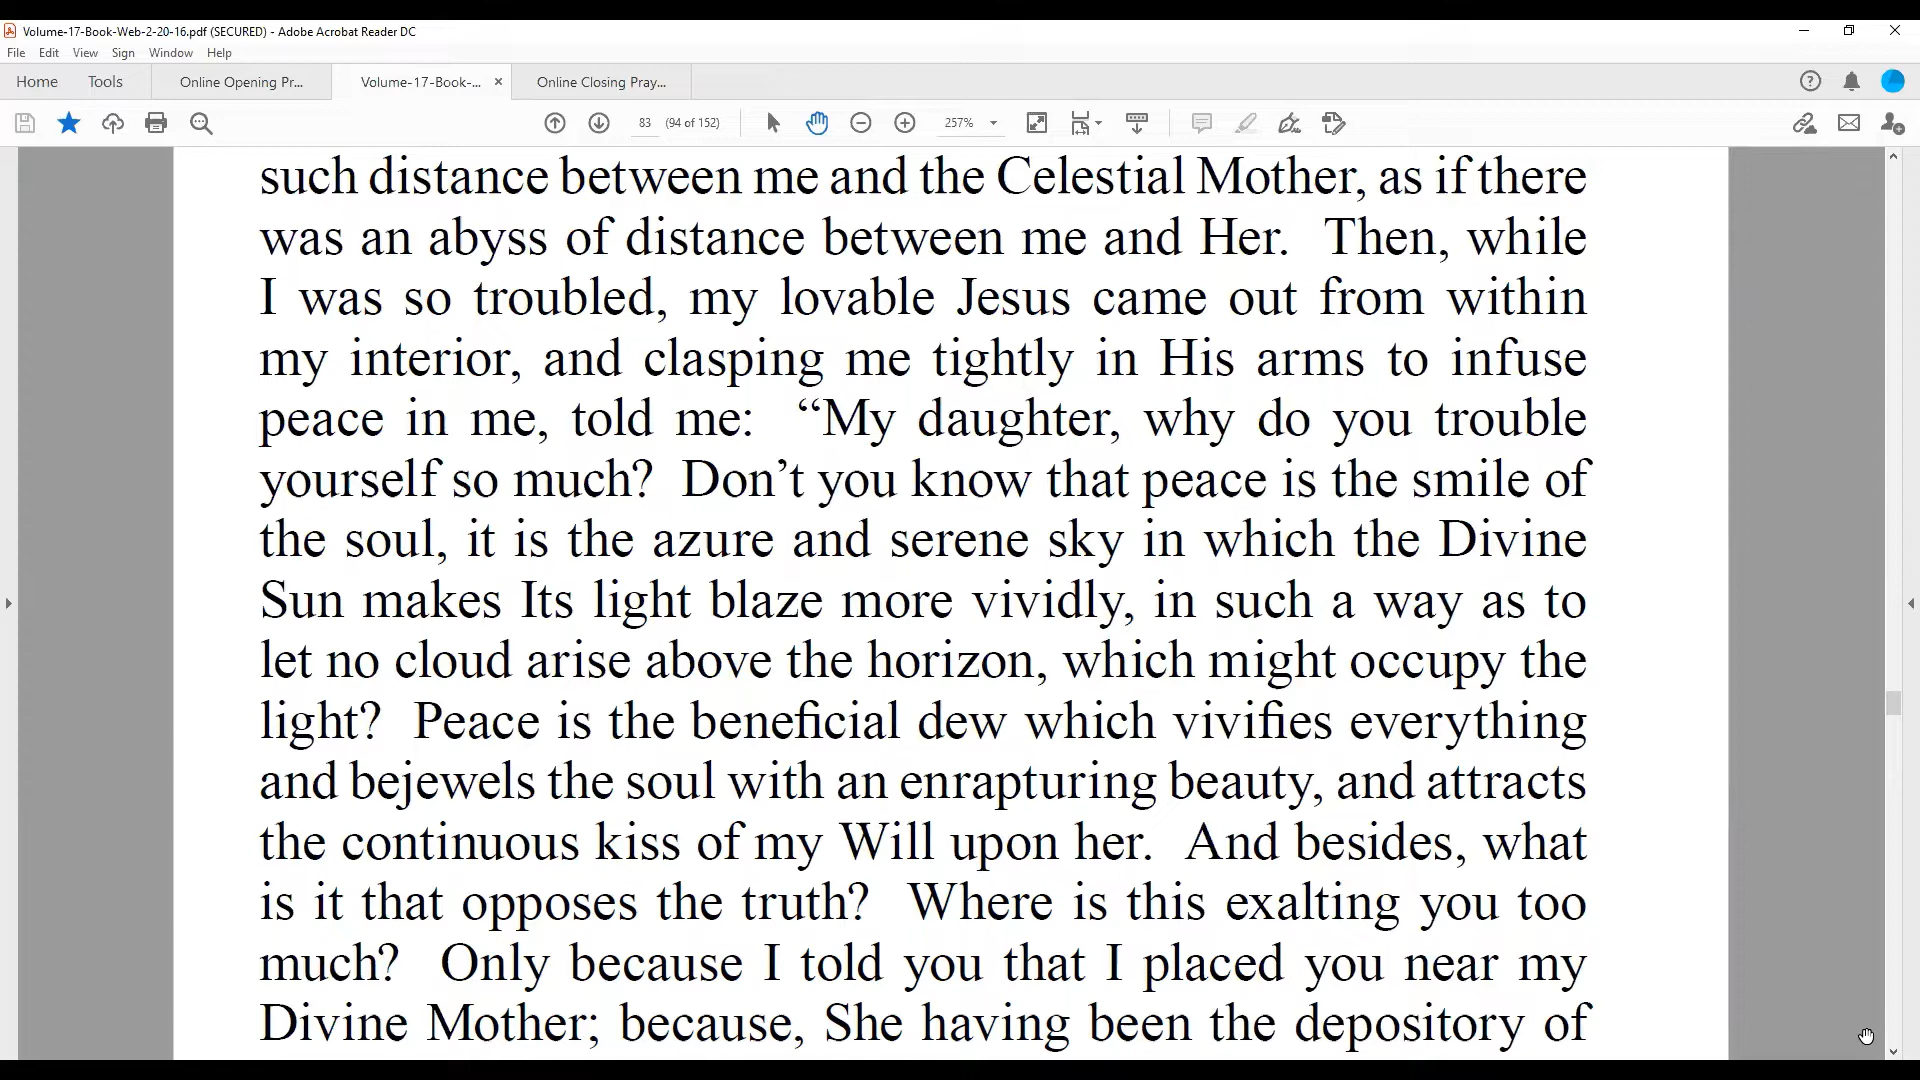 Volume-17-Book-Web-2-20-16.pdf (SECURED) - Adobe Acrobat Reader DC
File Edit View Sign Window Help
Home Tools Online Opening Pr... Volume-17-Book-... × Online Closing Pray...
83 (94 of 152) 257%
such distance between me and the Celestial Mother, as if there
was an abyss of distance between me and Her. Then, while
I was so troubled, my lovable Jesus came out from within
my interior, and clasping me tightly in His arms to infuse
peace in me, told me: “My daughter, why do you trouble
yourself so much? Don’t you know that peace is the smile of
the soul, it is the azure and serene sky in which the Divine
Sun makes Its light blaze more vividly, in such a way as to
let no cloud arise above the horizon, which might occupy the
light? Peace is the beneficial dew which vivifies everything
and bejewels the soul with an enrapturing beauty, and attracts
the continuous kiss of my Will upon her. And besides, what
is it that opposes the truth? Where is this exalting you too
much? Only because I told you that I placed you near my
Divine Mother; because, She having been the depository of